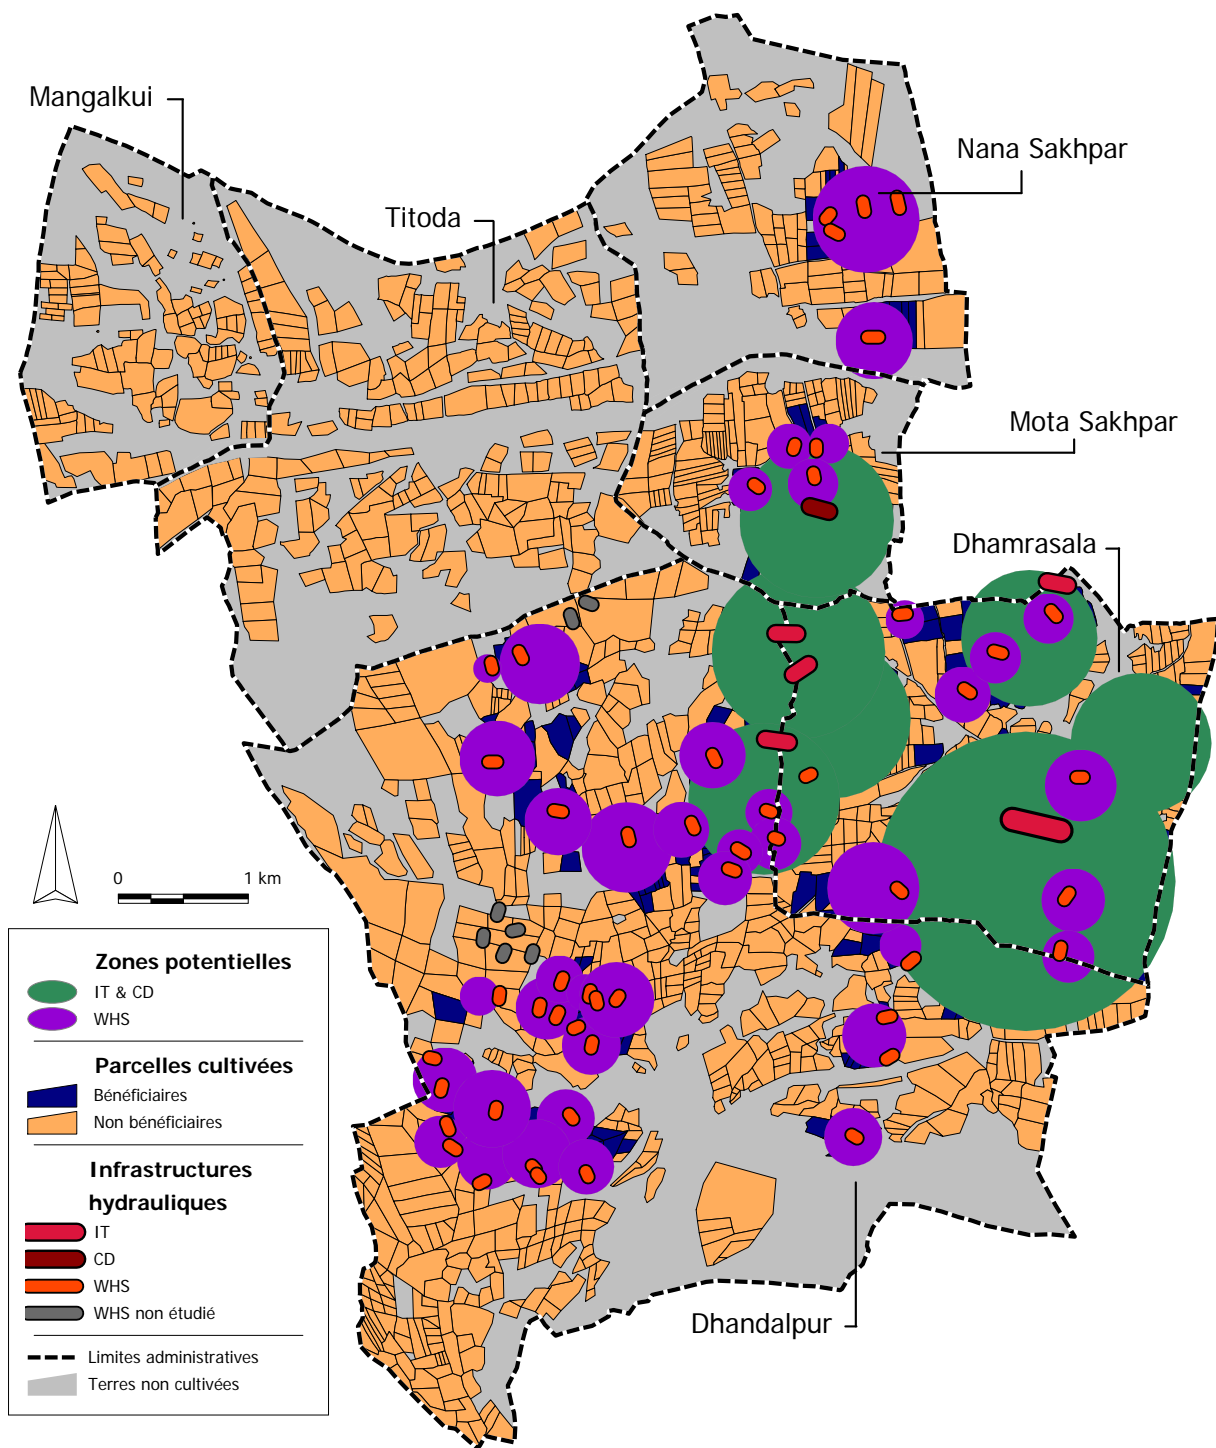 Mangalkui
Nana Sakhpar
Titoda
Mota Sakhpar
Dhamrasala
0 1 km
Zones potentielles
IT & CD
WHS
Parcelles cultivées
Bénéficiaires
Non bénéficiaires
Infrastructures
hydrauliques
IT
CD
WHS
WHS non étudié
Limites administratives
Terres non cultivées
Dhandalpur